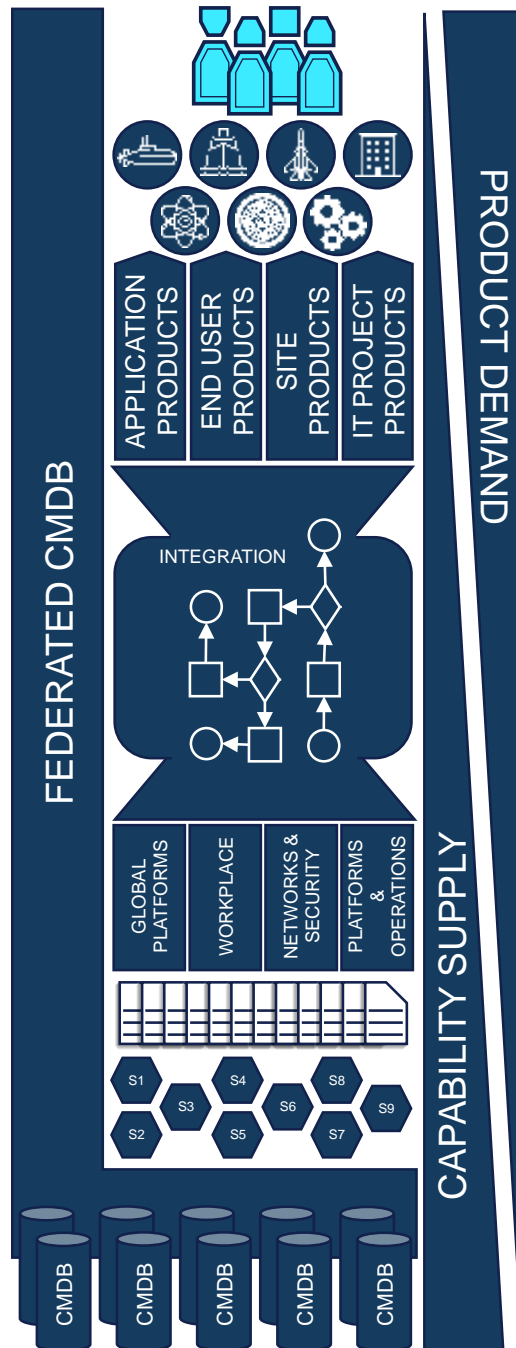 PRODUCT DEMAND
APPLICATION
PRODUCTS
END USER
PRODUCTS
SITE
PRODUCTS
IT PROJECT
PRODUCTS
FEDERATED CMDB
INTEGRATION
GLOBAL
PLATFORMS
WORKPLACE
NETWORKS &
SECURITY
PLATFORMS
&
OPERATIONS
CAPABILITY SUPPLY
S1
S4
S8
S3
S6
S9
S2
S5
S7
CMDB
CMDB
CMDB
CMDB
CMDB